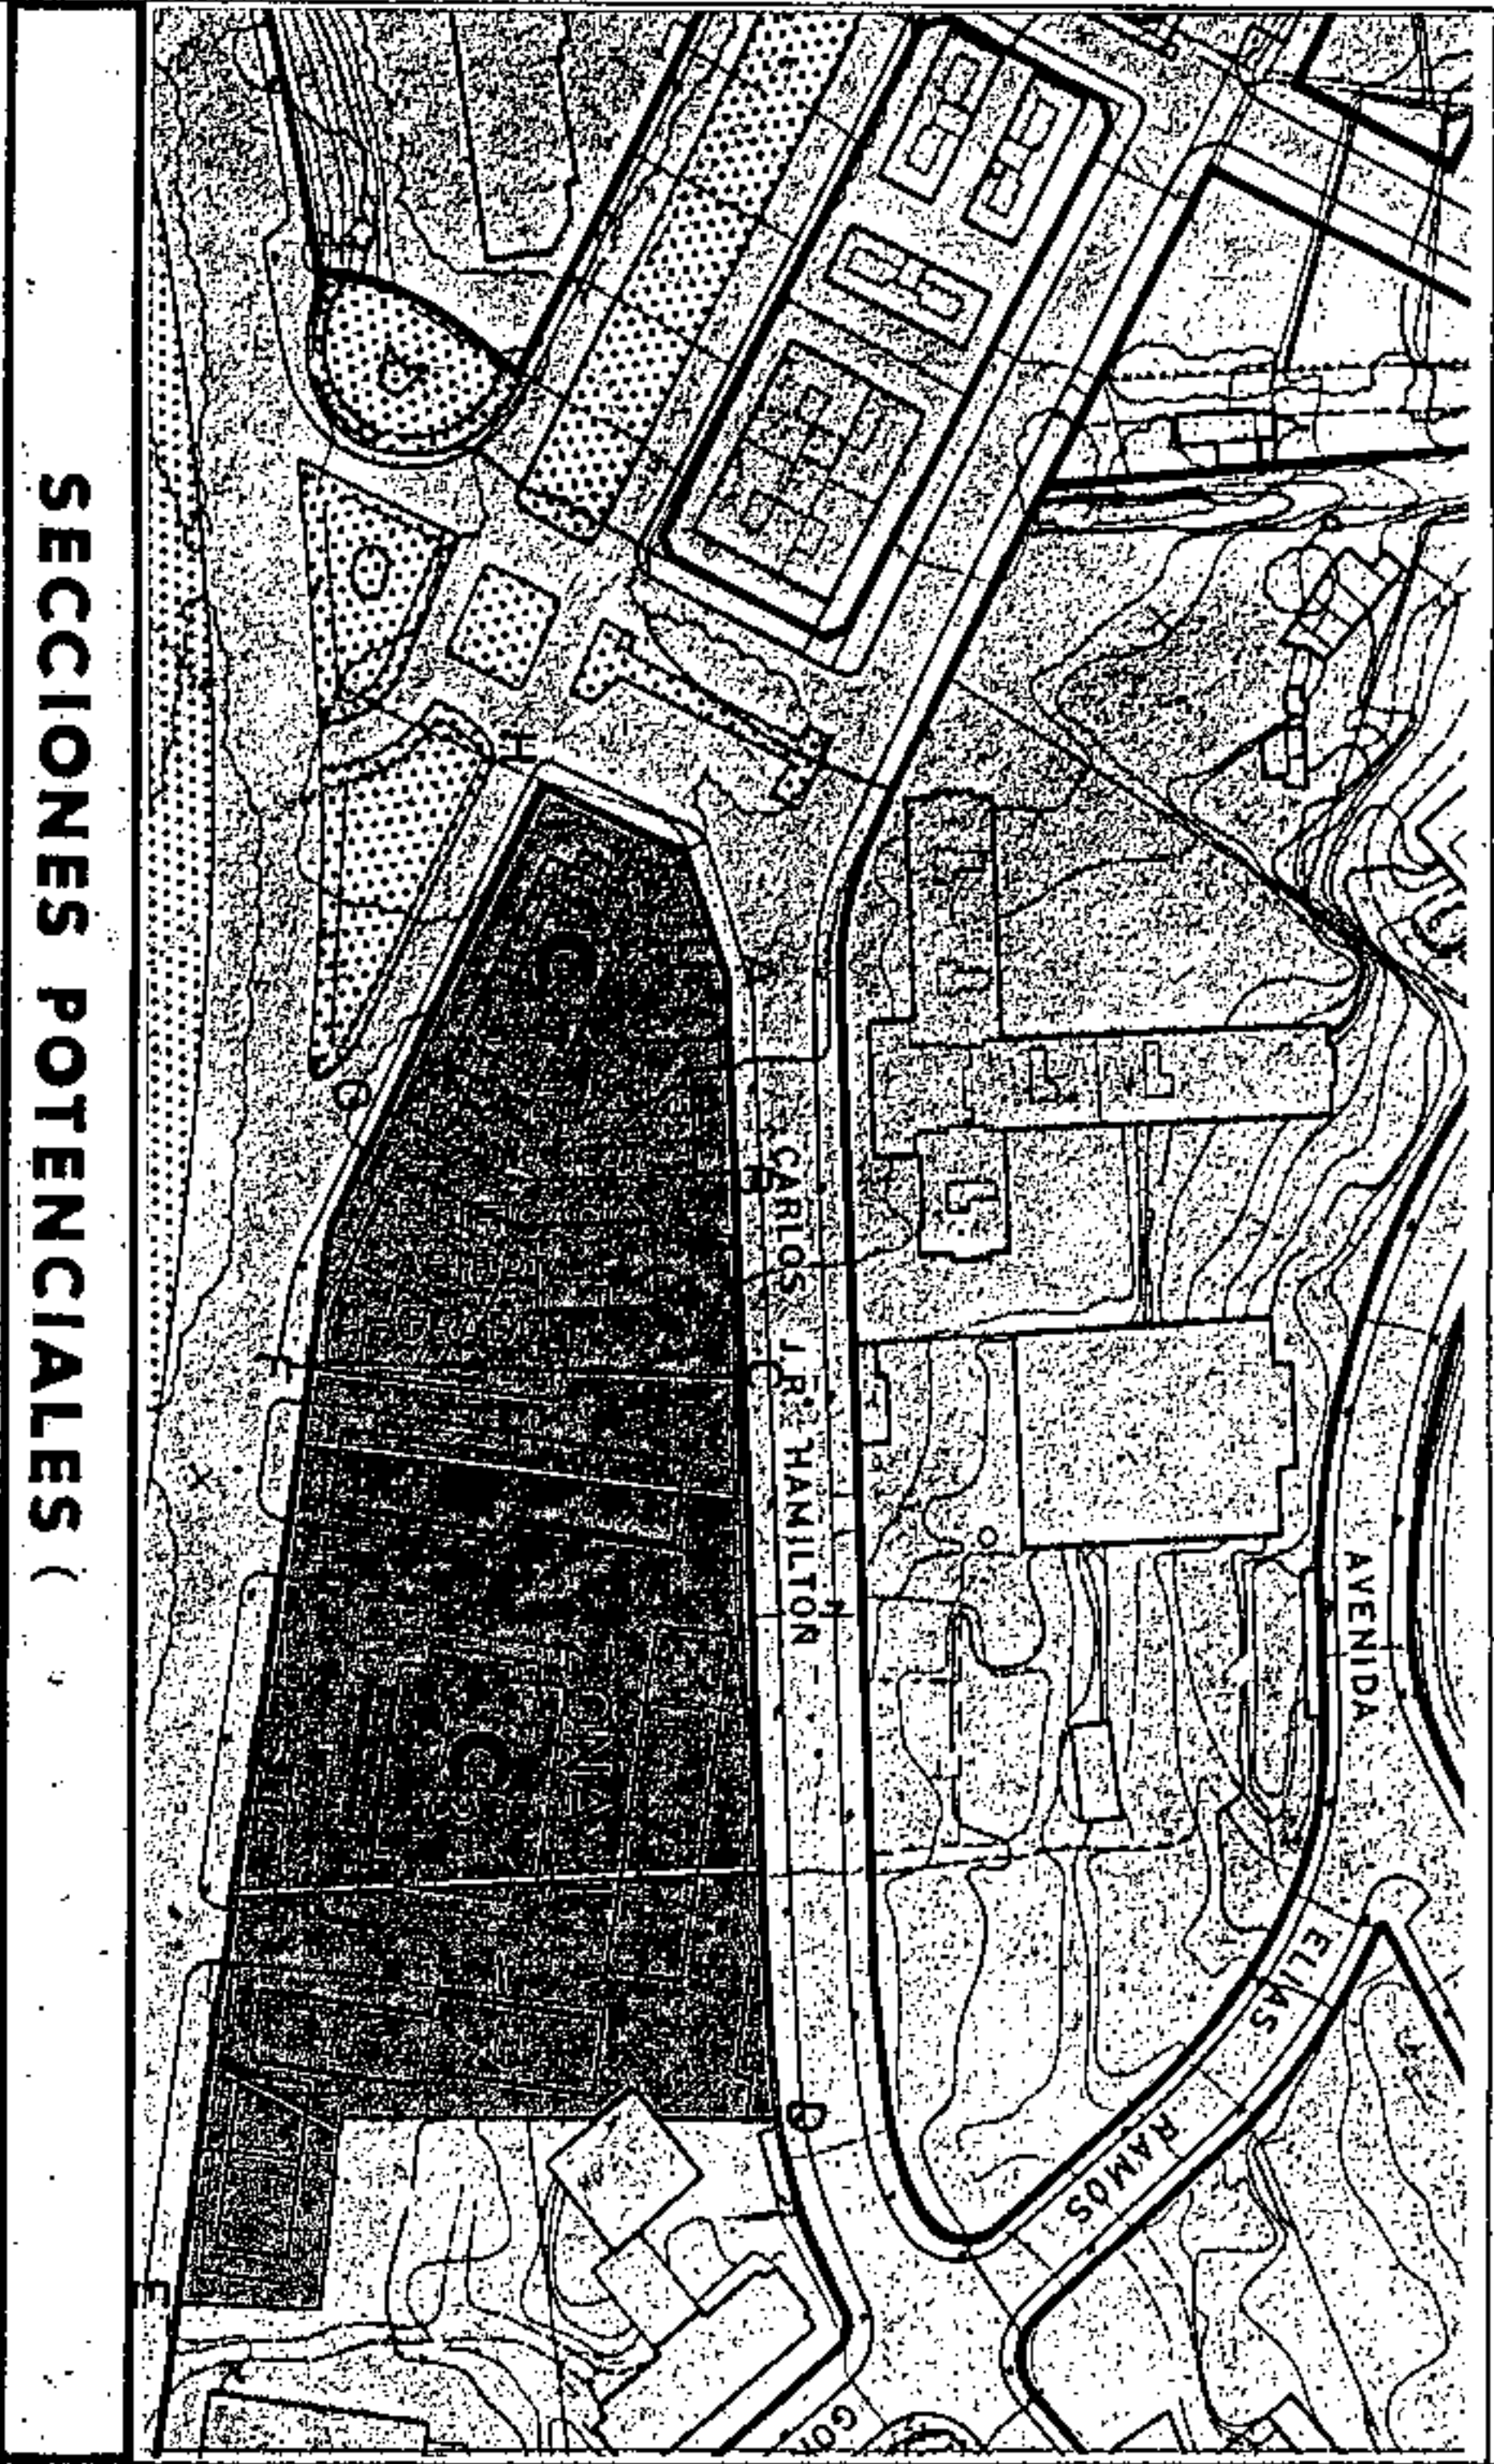 SECCIONES POTENCIALES (
H
G
A
B
C
F
D
E
C
C
CARLOS J.R. HAMILTON -
AVENIDA
ELIAS
RAMOS